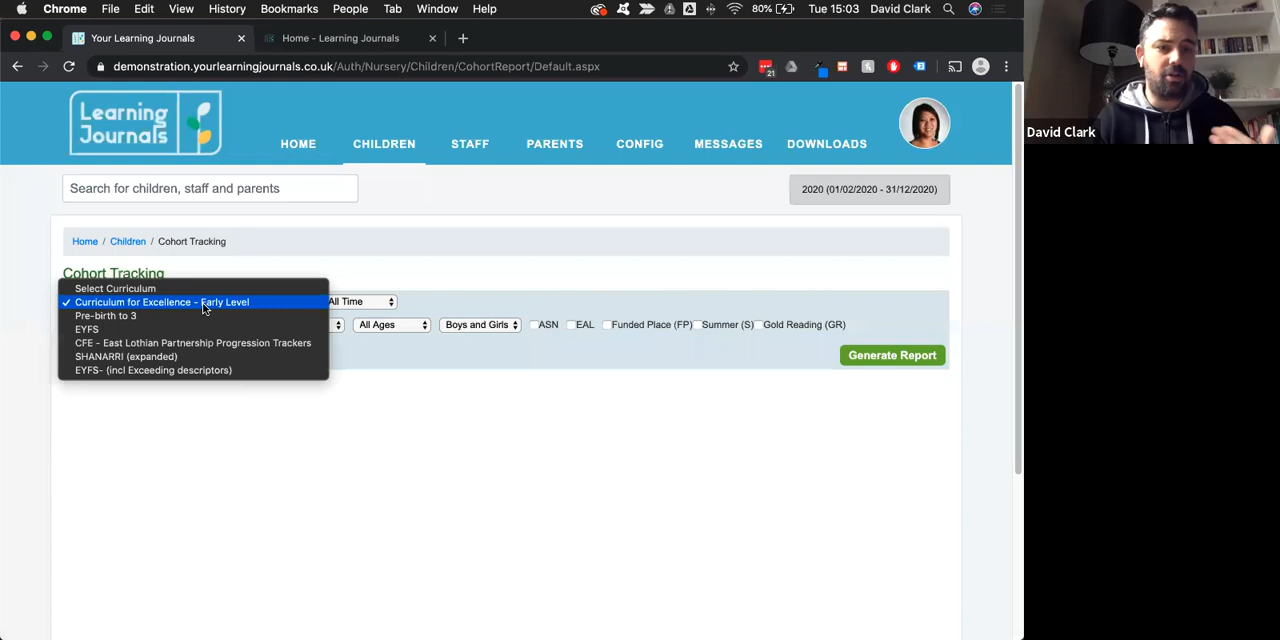 Chrome File Edit View History Bookmarks People Tab Window Help 80% Tue 15:03 David Clark
Your Learning Journals Home - Learning Journals
demonstration.yourlearningjournals.co.uk/Auth/Nursery/Children/CohortReport/Default.aspx 21
Learning
Journals
HOME CHILDREN STAFF PARENTS CONFIG MESSAGES DOWNLOADS
David Clark
Search for children, staff and parents 2020 (01/02/2020 - 31/12/2020)
Home / Children / Cohort Tracking
Cohort Tracking
Select Curriculum
✓ Curriculum for Excellence - Early Level All Time
Pre-birth to 3
All Ages Boys and Girls ASN EAL Funded Place (FP) Summer (S) Gold Reading (GR)
EYFS
CFE - East Lothian Partnership Progression Trackers
SHANARRI (expanded) Generate Report
EYFS- (incl Exceeding descriptors)